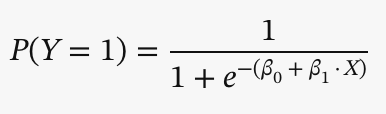 P(Y = 1) = 1 / (1 + e^−(β₀ + β₁ · X))